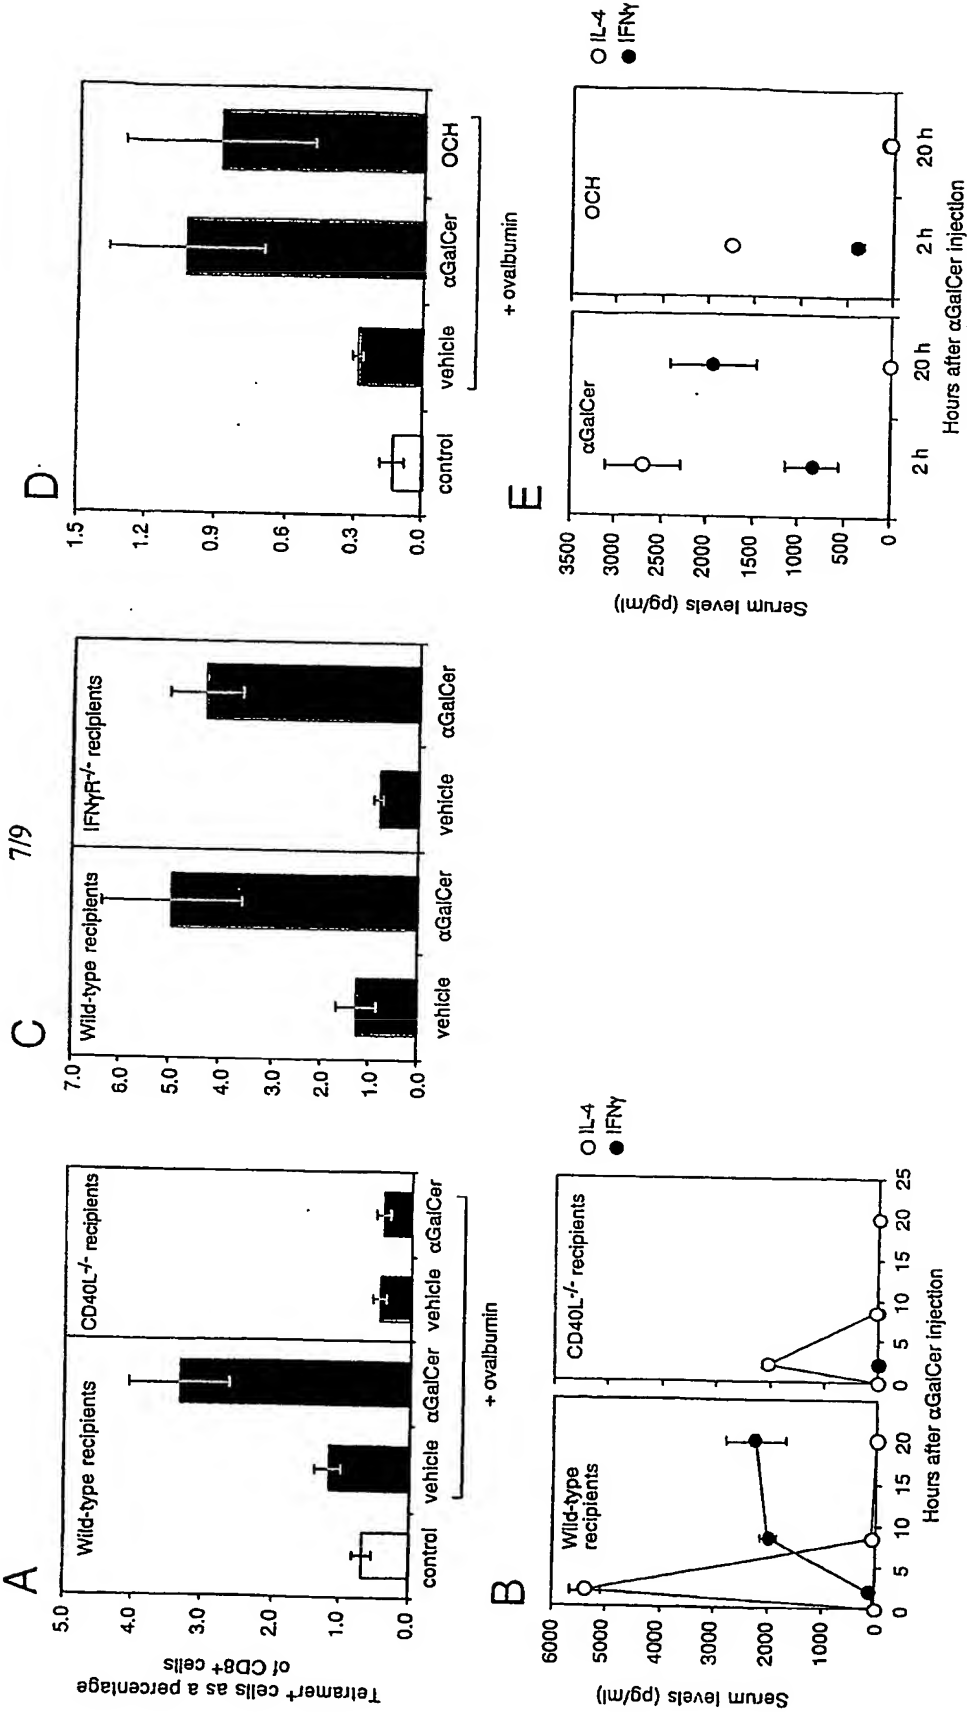 7/9
A
Tetramer+ cells as a percentage
of CD8+ cells
5.0
4.0
3.0
2.0
1.0
0.0
Wild-type recipients
CD40L-/- recipients
control
vehicle
αGalCer
vehicle
αGalCer
+ ovalbumin
B
Serum levels (pg/ml)
6000
5000
4000
3000
2000
1000
0
Wild-type
recipients
CD40L-/- recipients
0
5
10
15
20
0
5
10
15
20
25
Hours after αGalCer injection
IL-4
IFNγ
C
7.0
6.0
5.0
4.0
3.0
2.0
1.0
0.0
Wild-type recipients
IFNγR-/- recipients
vehicle
αGalCer
vehicle
αGalCer
D
1.5
1.2
0.9
0.6
0.3
0.0
control
vehicle
αGalCer
OCH
+ ovalbumin
E
Serum levels (pg/ml)
3500
3000
2500
2000
1500
1000
500
0
αGalCer
OCH
2 h
20 h
2 h
20 h
Hours after αGalCer injection
IL-4
IFNγ